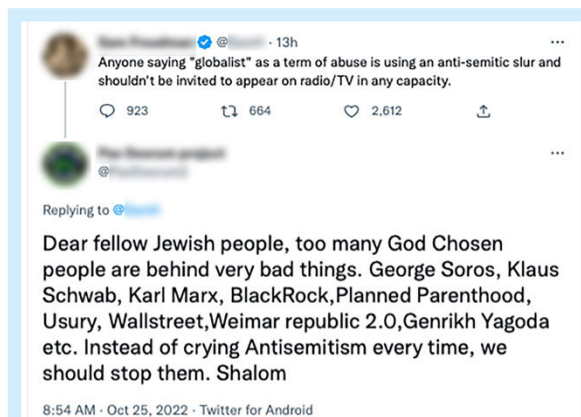 @ · 13h
Anyone saying "globalist" as a term of abuse is using an anti-semitic slur and
shouldn't be invited to appear on radio/TV in any capacity.
923 664 2,612
@
Replying to @
Dear fellow Jewish people, too many God Chosen
people are behind very bad things. George Soros, Klaus
Schwab, Karl Marx, BlackRock,Planned Parenthood,
Usury, Wallstreet,Weimar republic 2.0,Genrikh Yagoda
etc. Instead of crying Antisemitism every time, we
should stop them. Shalom
8:54 AM · Oct 25, 2022 · Twitter for Android